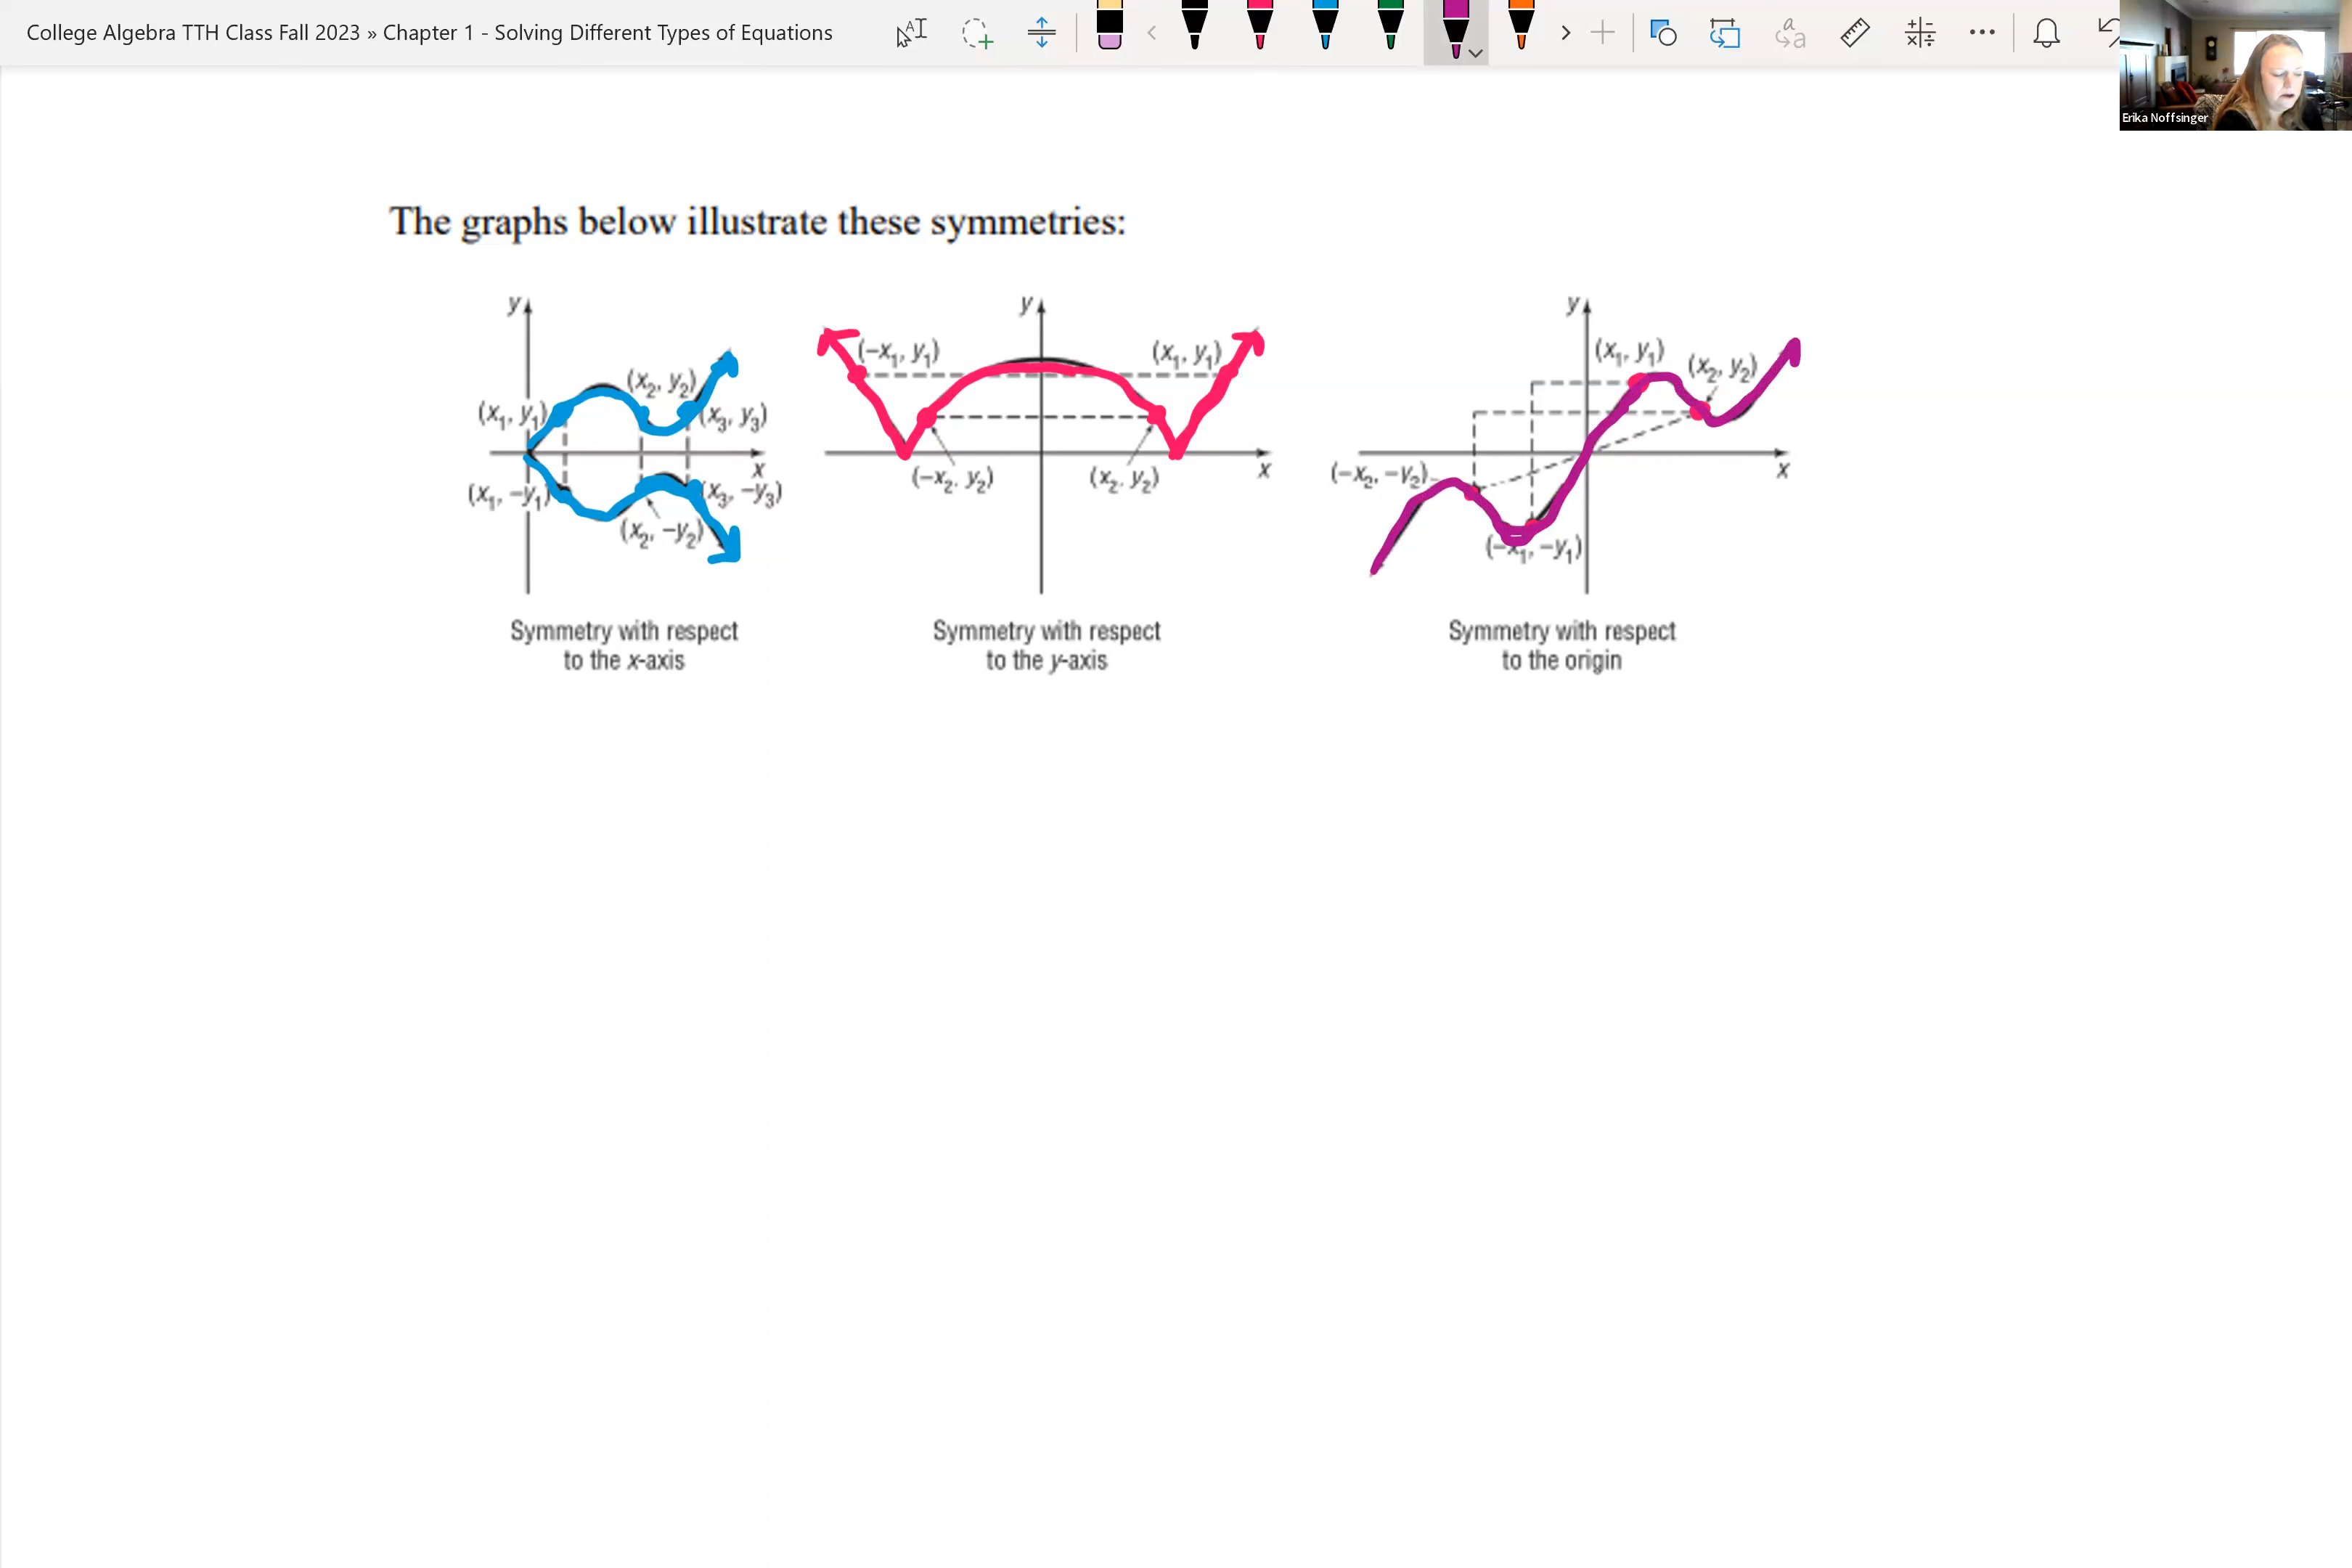 College Algebra TTH Class Fall 2023 » Chapter 1 - Solving Different Types of Equations
Erika Noffsinger
The graphs below illustrate these symmetries:
y
(x₁, y₁)
(x₂, y₂)
(x₃, y₃)
x
(x₁, −y₁)
(x₃, −y₃)
(x₂, −y₂)
Symmetry with respect
to the x-axis
y
(−x₁, y₁)
(x₁, y₁)
(−x₂, y₂)
(x₂, y₂)
x
Symmetry with respect
to the y-axis
y
(x₁, y₁)
(x₂, y₂)
(−x₂, −y₂)
x
(−x₁, −y₁)
Symmetry with respect
to the origin